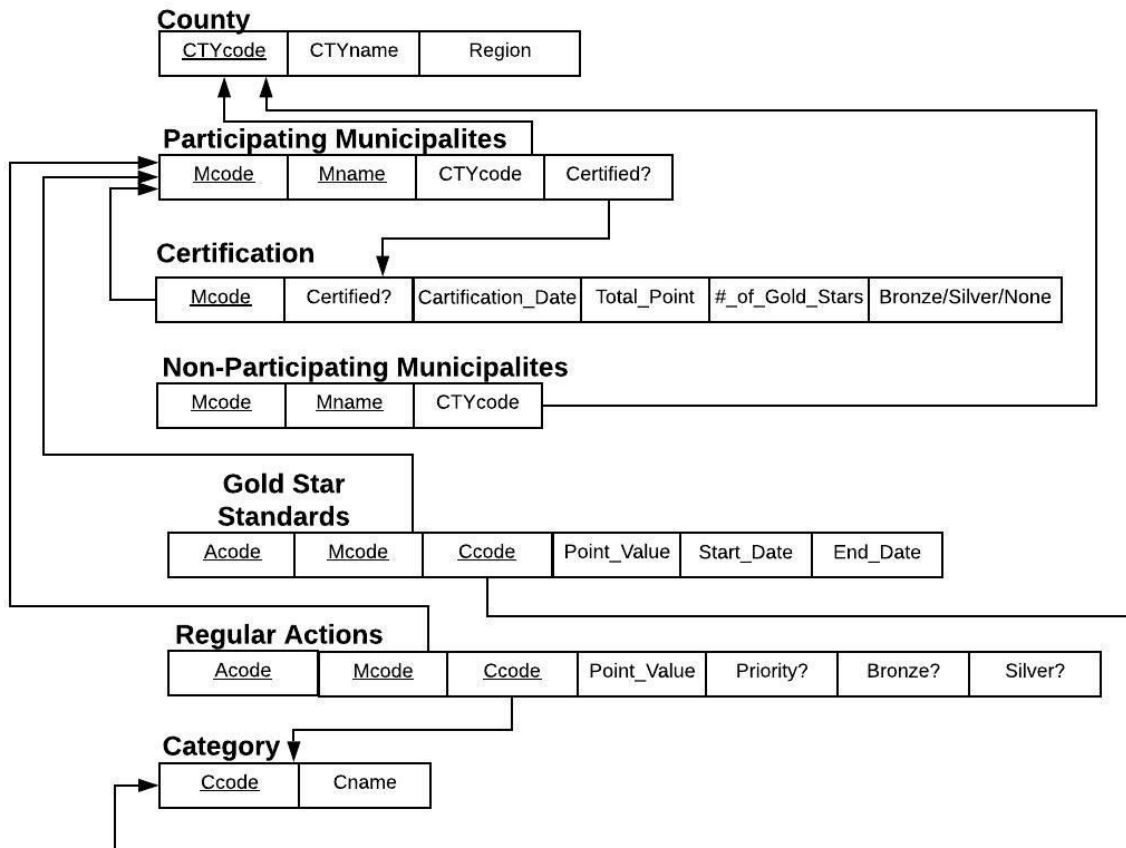 County
CTYcode CTYname Region
Participating Municipalites
Mcode Mname CTYcode Certified?
Certification
Mcode Certified? Cartification_Date Total_Point #_of_Gold_Stars Bronze/Silver/None
Non-Participating Municipalites
Mcode Mname CTYcode
Gold Star
Standards
Acode Mcode Ccode Point_Value Start_Date End_Date
Regular Actions
Acode Mcode Ccode Point_Value Priority? Bronze? Silver?
Category
Ccode Cname